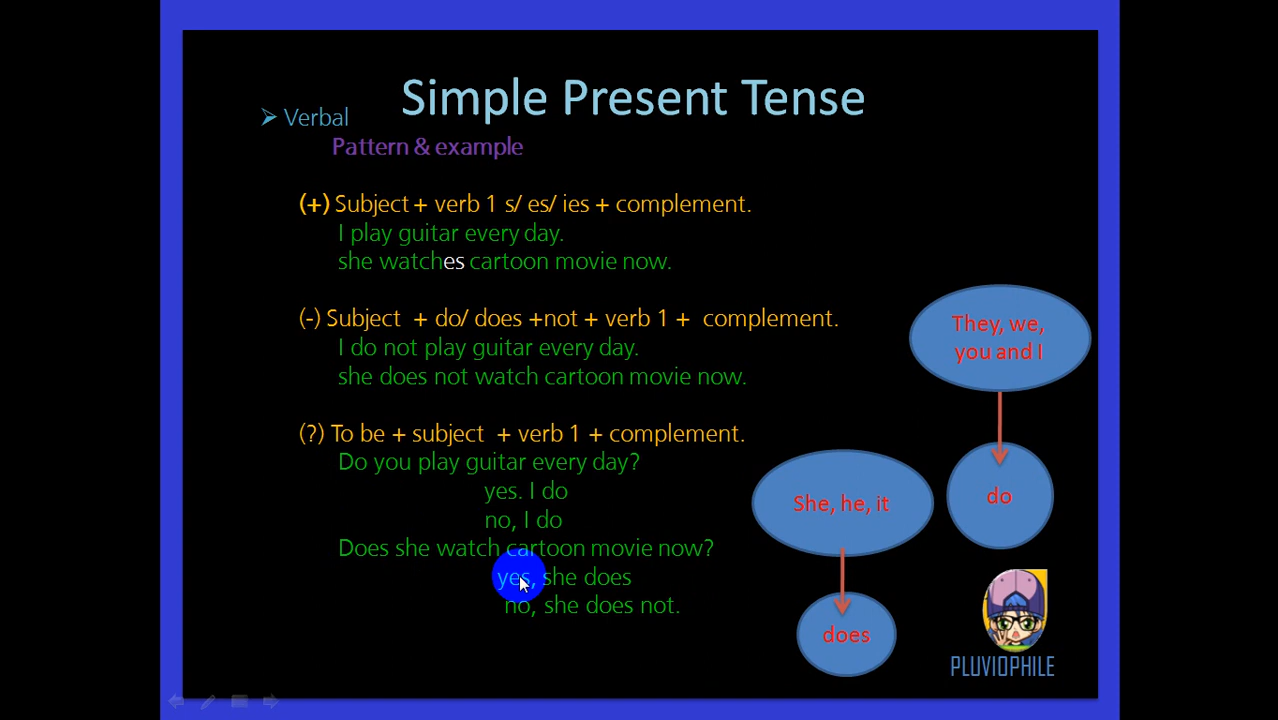 Simple Present Tense
➢ Verbal
Pattern & example
(+) Subject + verb 1 s/ es/ ies + complement.
I play guitar every day.
she watches cartoon movie now.
(-) Subject + do/ does +not + verb 1 + complement.
I do not play guitar every day.
she does not watch cartoon movie now.
(?) To be + subject + verb 1 + complement.
Do you play guitar every day?
yes. I do
no, I do
Does she watch cartoon movie now?
yes, she does
no, she does not.
They, we,
you and I
do
She, he, it
does
PLUVIOPHILE